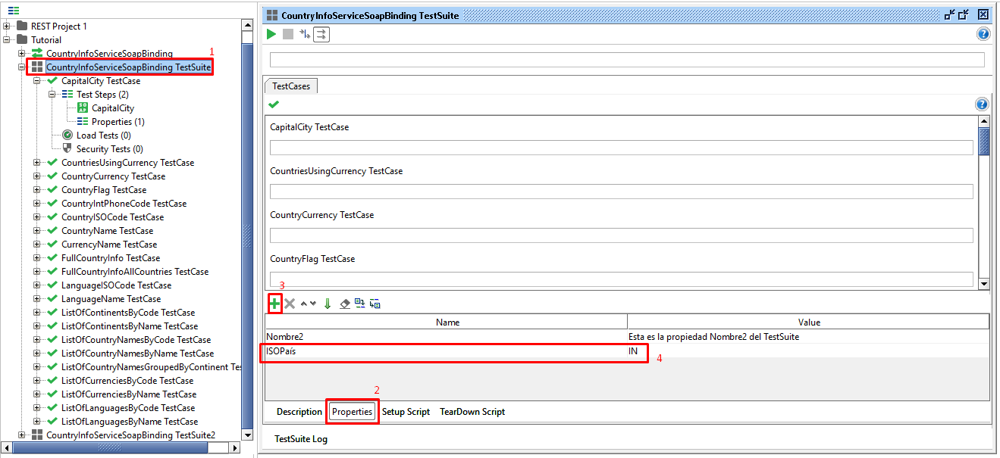 REST Project 1
Tutorial
CountryInfoServiceSoapBinding
1
CountryInfoServiceSoapBinding TestSuite
CapitalCity TestCase
Test Steps (2)
SO
AP
CapitalCity
Properties (1)
Load Tests (0)
Security Tests (0)
CountriesUsingCurrency TestCase
CountryCurrency TestCase
CountryFlag TestCase
CountryIntPhoneCode TestCase
CountryISOCode TestCase
CountryName TestCase
CurrencyName TestCase
FullCountryInfo TestCase
FullCountryInfoAllCountries TestCase
LanguageISOCode TestCase
LanguageName TestCase
ListOfContinentsByCode TestCase
ListOfContinentsByName TestCase
ListOfCountryNamesByCode TestCase
ListOfCountryNamesByName TestCase
ListOfCountryNamesGroupedByContinent Tes
ListOfCurrenciesByCode TestCase
ListOfCurrenciesByName TestCase
ListOfLanguagesByCode TestCase
ListOfLanguagesByName TestCase
CountryInfoServiceSoapBinding TestSuite2
CountryInfoServiceSoapBinding TestSuite
?
TestCases
?
CapitalCity TestCase
CountriesUsingCurrency TestCase
CountryCurrency TestCase
CountryFlag TestCase
3
Name Value
Nombre2 Esta es la propiedad Nombre2 del TestSuite
ISOPaís IN
4
2
Description Properties Setup Script TearDown Script
TestSuite Log